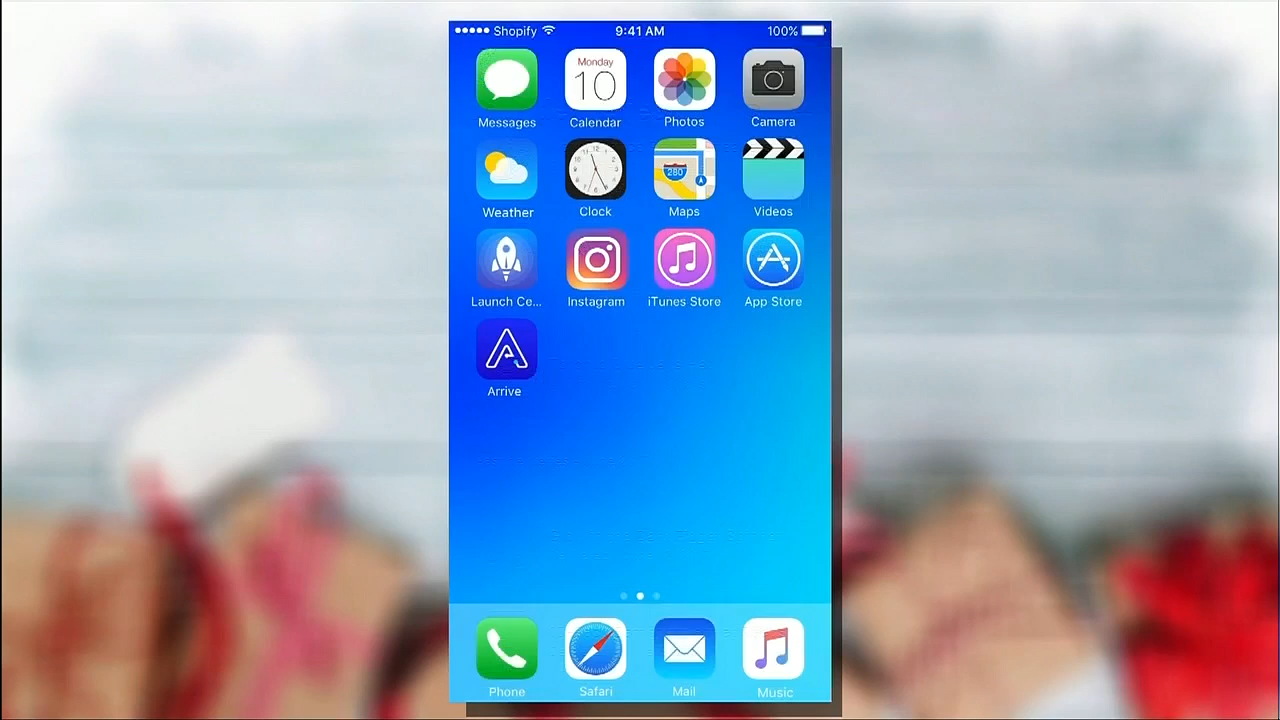 Shopify 9:41 AM 100%
Monday
10
Messages Calendar Photos Camera
280
Weather Clock Maps Videos
Launch Ce... Instagram iTunes Store App Store
Arrive
Phone Safari Mail Music